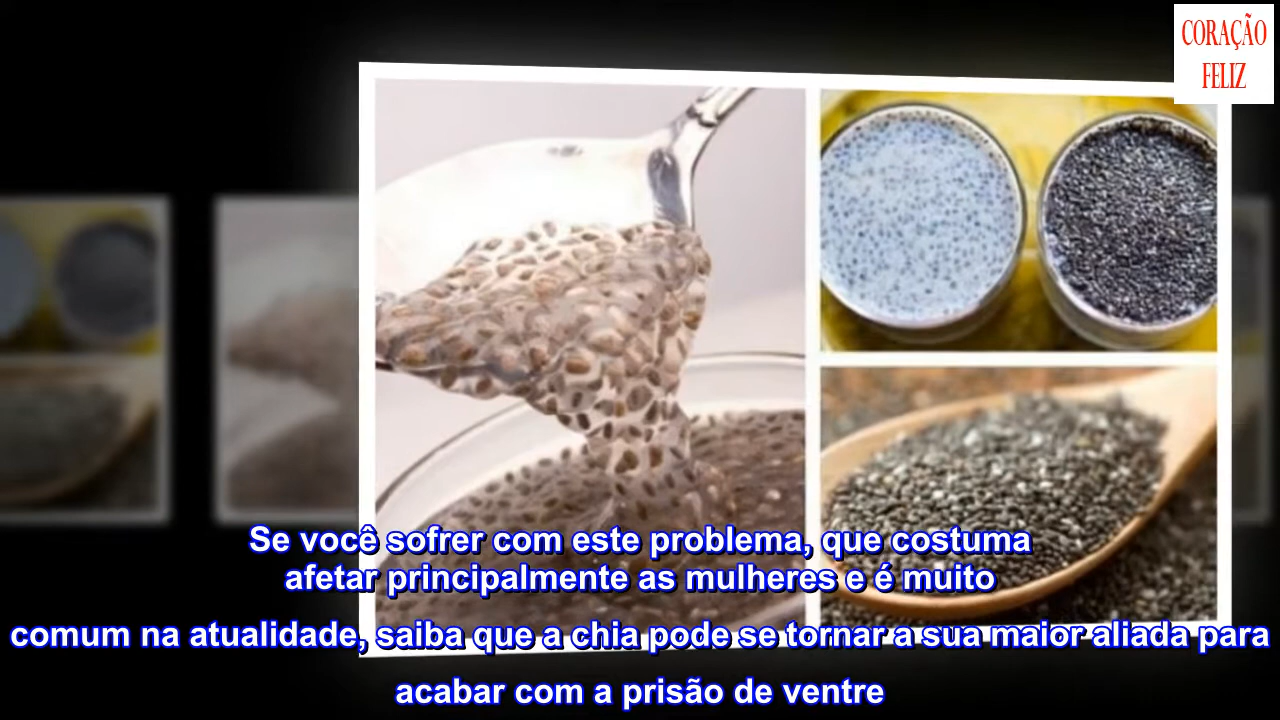 CORAÇÃO
FELIZ
Se você sofrer com este problema, que costuma
afetar principalmente as mulheres e é muito
comum na atualidade, saiba que a chia pode se tornar a sua maior aliada para
acabar com a prisão de ventre